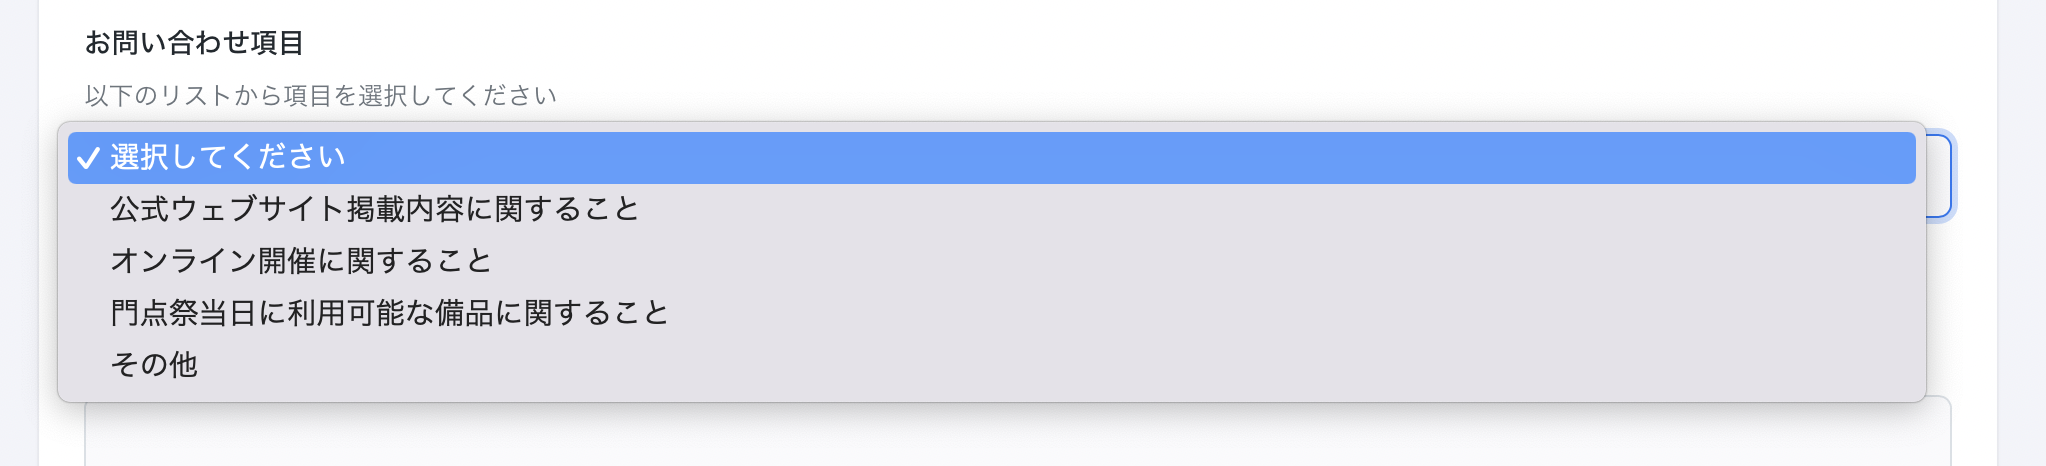 お問い合わせ項目
以下のリストから項目を選択してください
選択してください
公式ウェブサイト掲載内容に関すること
オンライン開催に関すること
門点祭当日に利用可能な備品に関すること
その他